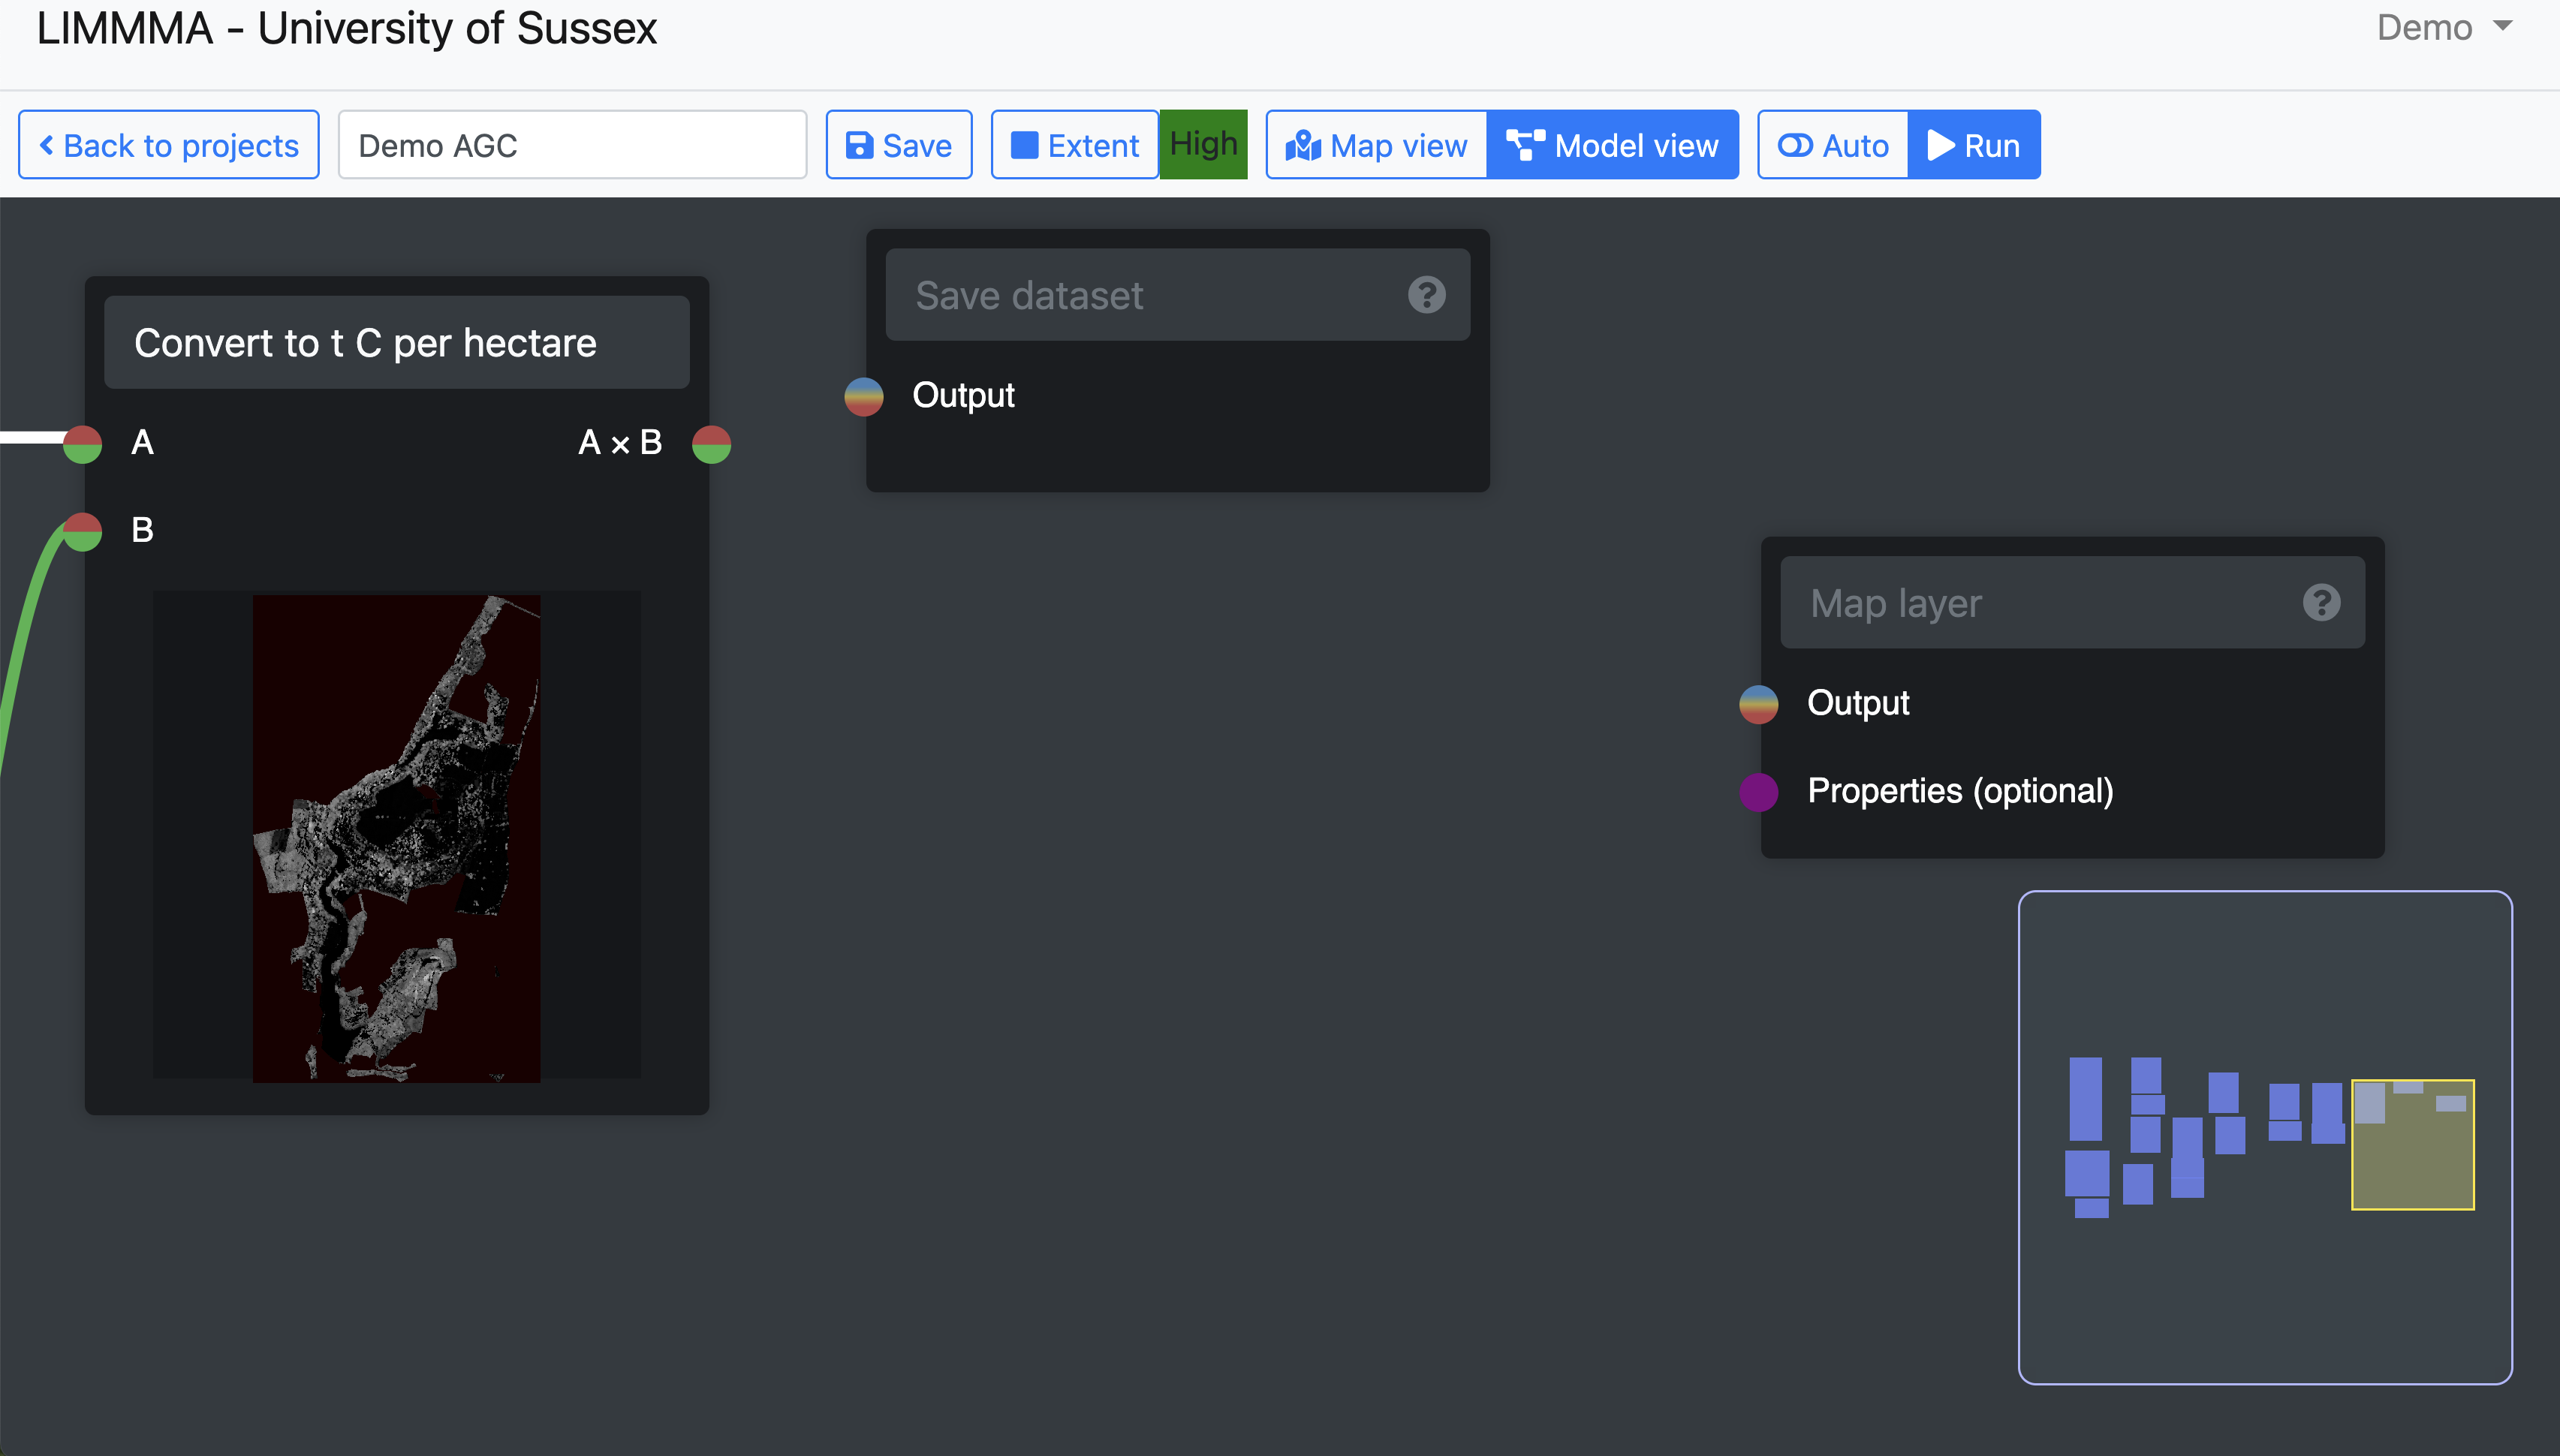 LIMMMA - University of Sussex
Demo
Back to projects
Demo AGC
Save
Extent
High
Map view
Model view
Auto
Run
Convert to t C per hectare
A
A × B
B
Save dataset
?
Output
Map layer
?
Output
Properties (optional)